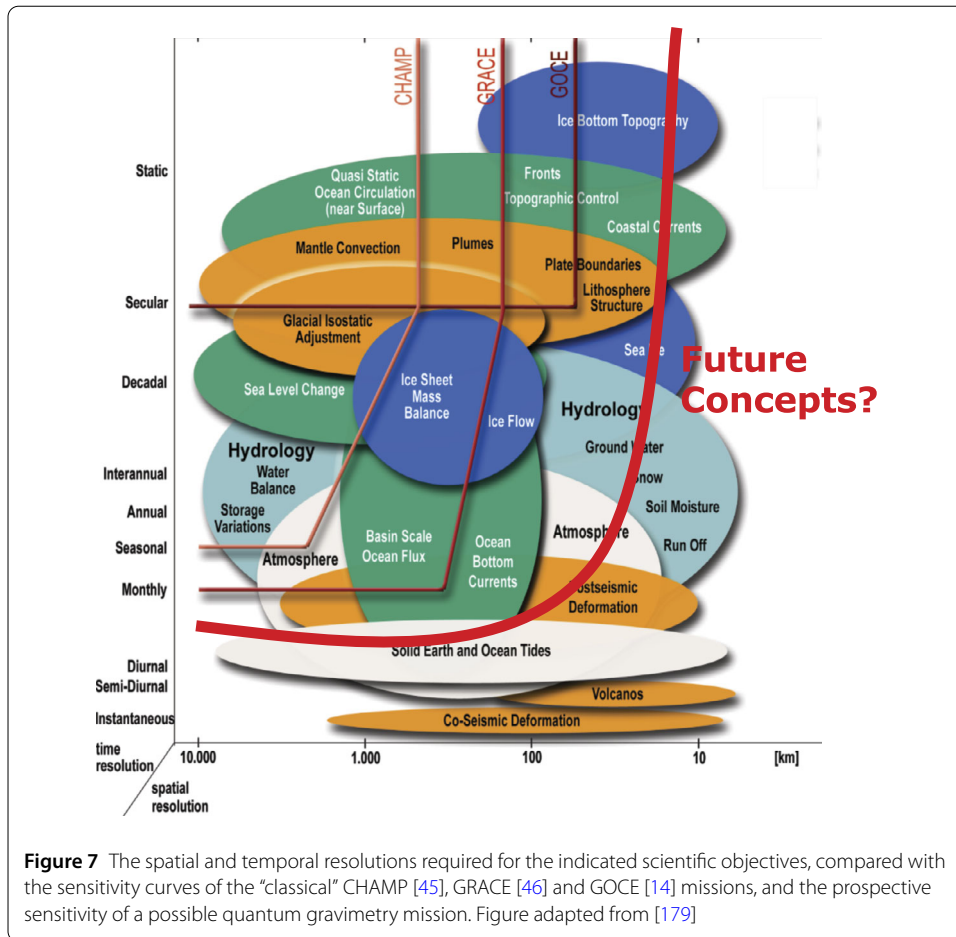 CHAMP
GRACE
GOCE
Ice Bottom Topography
Static
Quasi Static
Ocean Circulation
(near Surface)
Fronts
Topographic Control
Coastal Currents
Mantle Convection
Plumes
Plate Boundaries
Secular
Lithosphere
Structure
Glacial Isostatic
Adjustment
Decadal
Sea Level Change
Ice Sheet
Mass
Balance
Ice Flow
Sea
Future
Concepts?
Hydrology
Ground Water
Snow
Soil Moisture
Run Off
Interannual
Hydrology
Water
Balance
Storage
Variations
Annual
Seasonal
Atmosphere
Basin Scale
Ocean Flux
Ocean
Bottom
Currents
Atmosphere
Monthly
Postseismic
Deformation
Solid Earth and Ocean Tides
Diurnal
Semi-Diurnal
Volcanos
Instantaneous
Co-Seismic Deformation
time
resolution
10.000
1.000
100
10
[km]
spatial
resolution
Figure 7 The spatial and temporal resolutions required for the indicated scientific objectives, compared with
the sensitivity curves of the “classical” CHAMP [45], GRACE [46] and GOCE [14] missions, and the prospective
sensitivity of a possible quantum gravimetry mission. Figure adapted from [179]